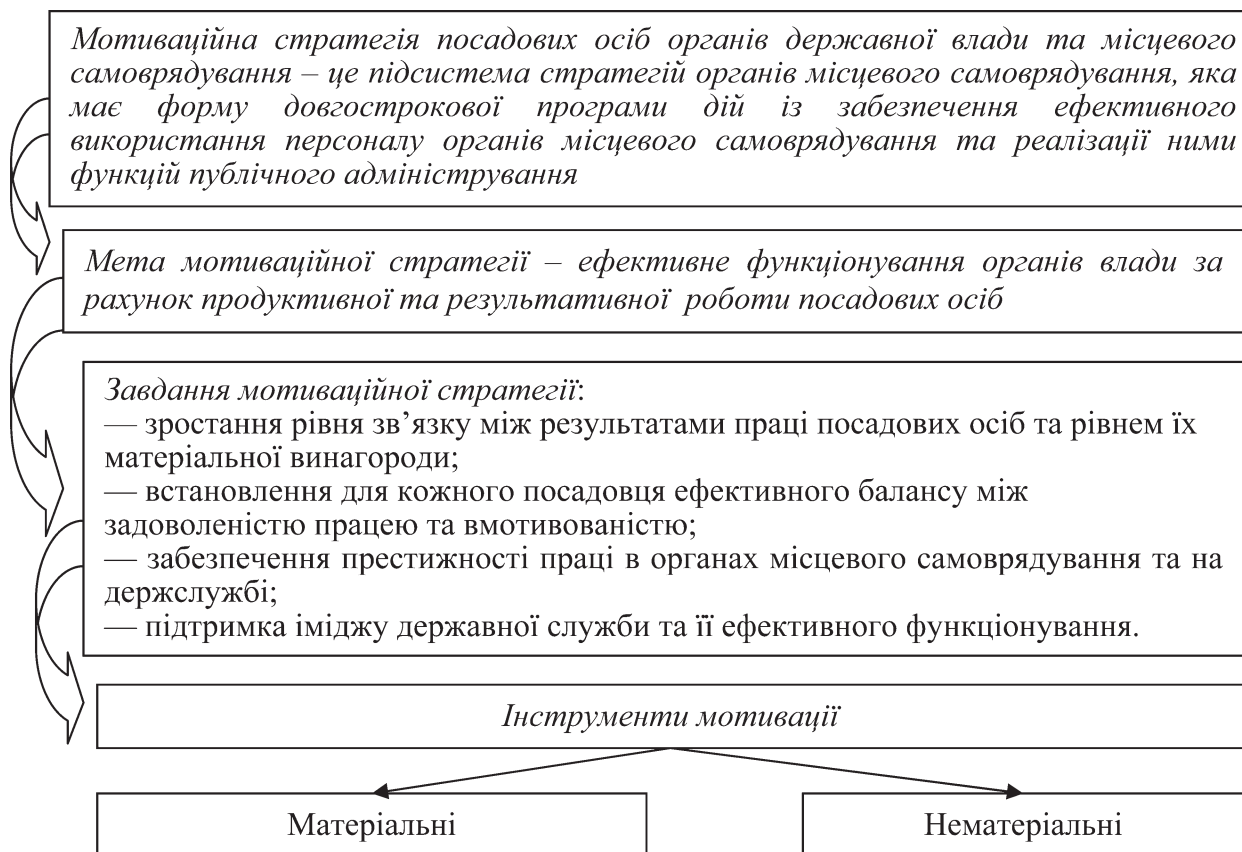 Мотиваційна стратегія посадових осіб органів державної влади та місцевого
самоврядування – це підсистема стратегій органів місцевого самоврядування, яка
має форму довгострокової програми дій із забезпечення ефективного
використання персоналу органів місцевого самоврядування та реалізації ними
функцій публічного адміністрування
Мета мотиваційної стратегії – ефективне функціонування органів влади за
рахунок продуктивної та результативної роботи посадових осіб
Завдання мотиваційної стратегії:
— зростання рівня зв’язку між результатами праці посадових осіб та рівнем їх
матеріальної винагороди;
— встановлення для кожного посадовця ефективного балансу між
задоволеністю працею та вмотивованістю;
— забезпечення престижності праці в органах місцевого самоврядування та на
держслужбі;
— підтримка іміджу державної служби та її ефективного функціонування.
Інструменти мотивації
Матеріальні
Нематеріальні